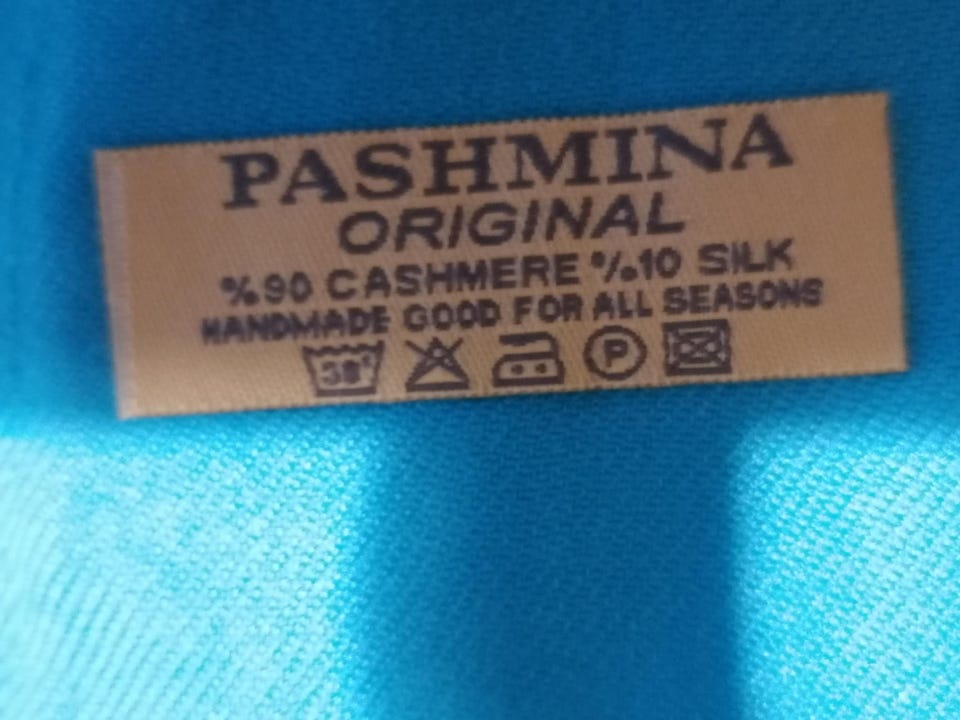 PASHMINA
ORIGINAL
%90 CASHMERE %10 SILK
HANDMADE GOOD FOR ALL SEASONS
P